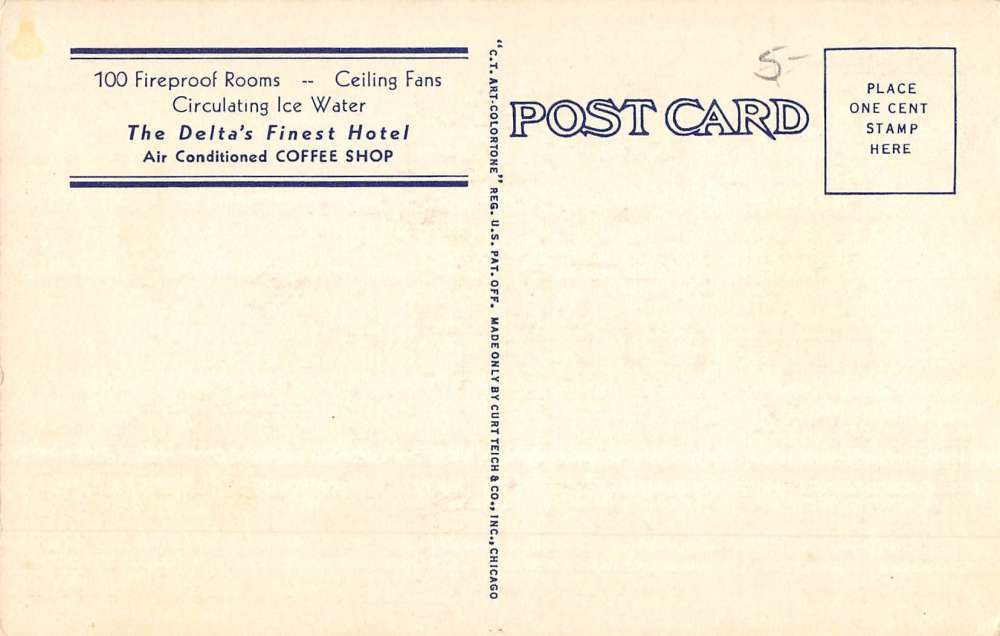 100 Fireproof Rooms -- Ceiling Fans
Circulating Ice Water
The Delta's Finest Hotel
Air Conditioned COFFEE SHOP
"C.T. ART-COLORTONE" REG. U.S. PAT. OFF. MADE ONLY BY CURT TEICH & CO., INC., CHICAGO
5-
POST CARD
PLACE
ONE CENT
STAMP
HERE